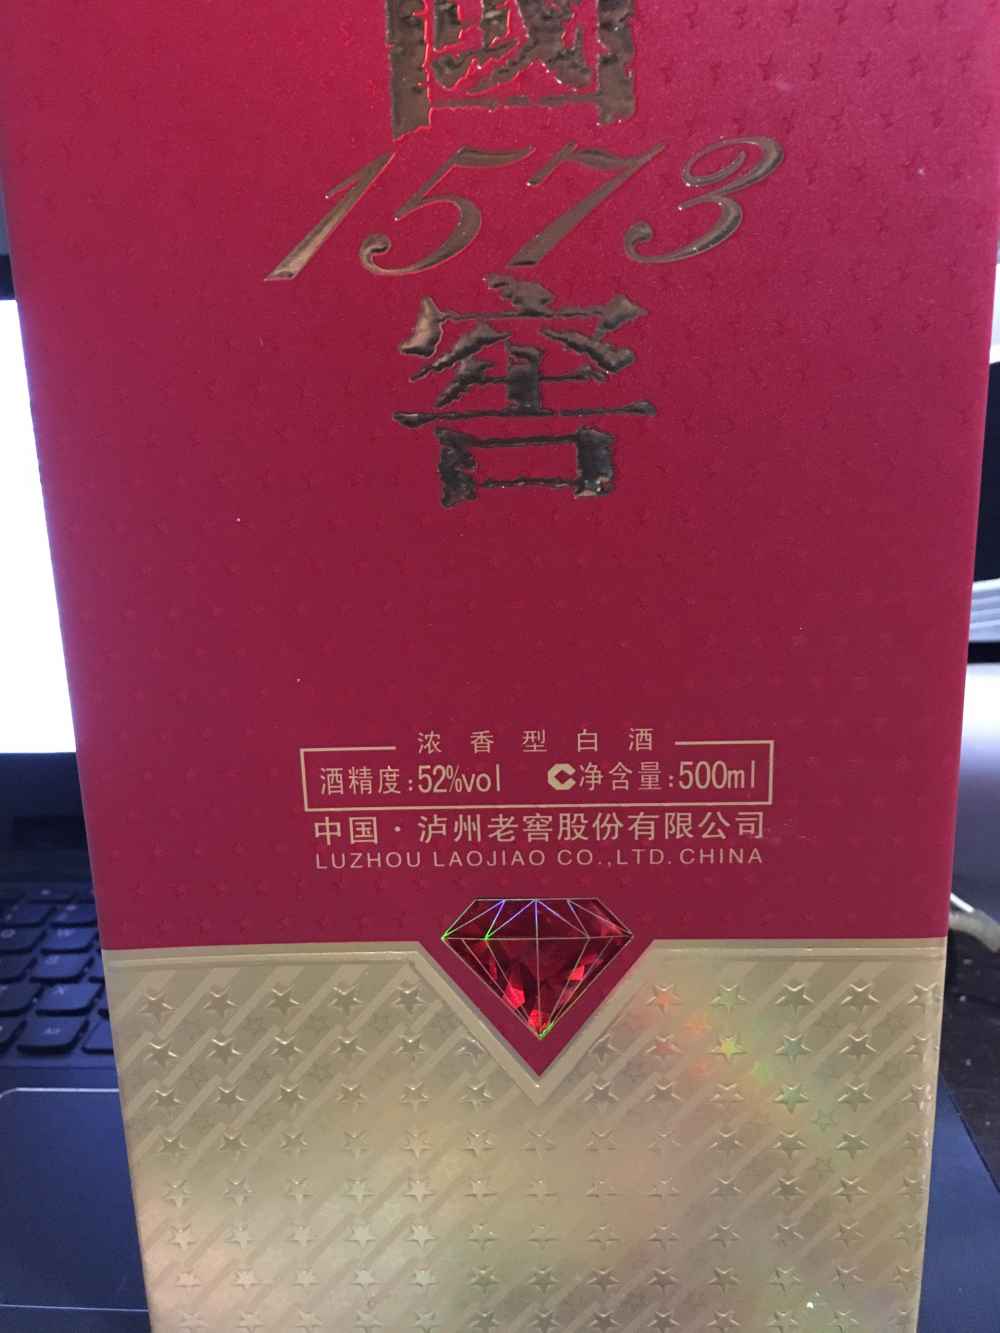 國
1573
窖
浓香型白酒
酒精度:52%vol 净含量:500ml
中国·泸州老窖股份有限公司
LUZHOU LAOJIAO CO.,LTD.CHINA